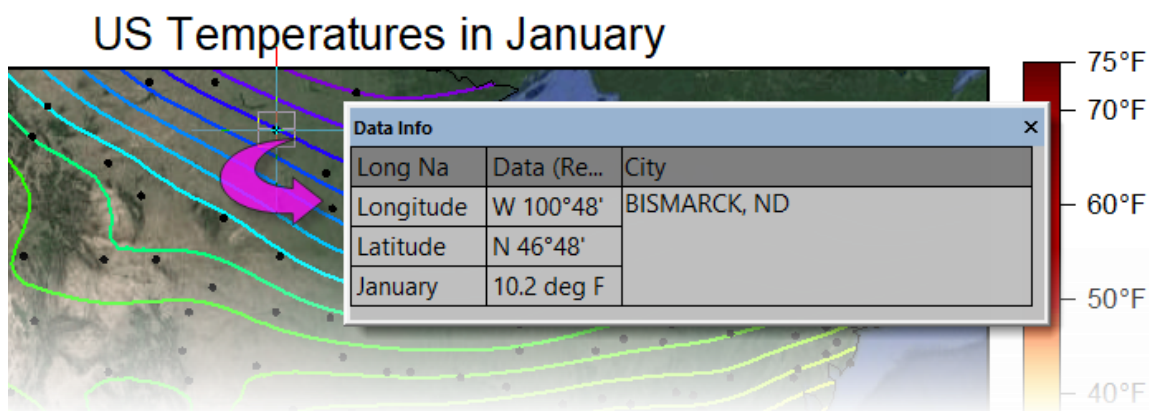 US Temperatures in January
75°F
70°F
60°F
50°F
40°F
Data Info ×
Long Na Data (Re... City
Longitude W 100°48' BISMARCK, ND
Latitude N 46°48'
January 10.2 deg F